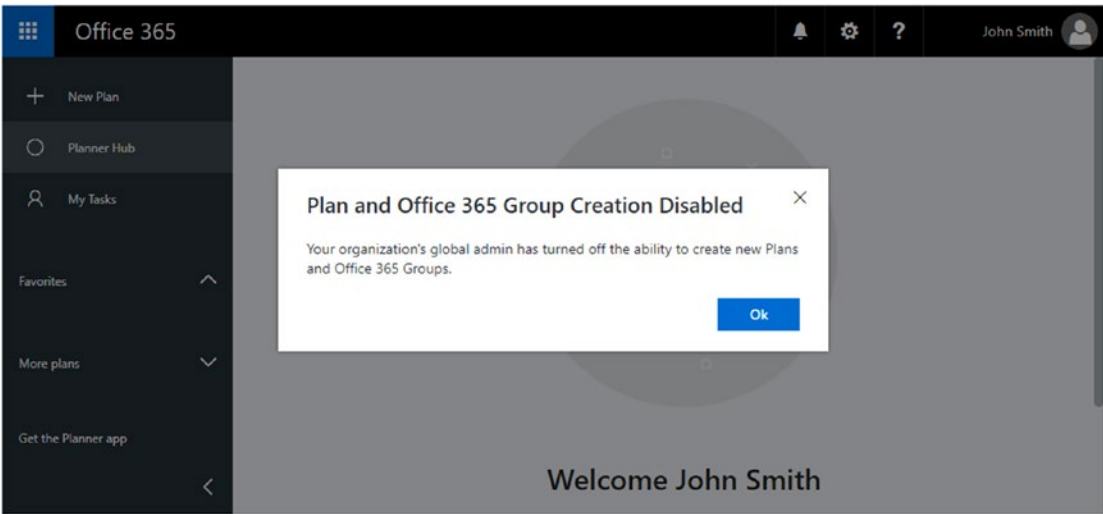 Office 365
?
John Smith
New Plan
Planner Hub
My Tasks
Favorites
More plans
Get the Planner app
Plan and Office 365 Group Creation Disabled
Your organization's global admin has turned off the ability to create new Plans
and Office 365 Groups.
Ok
Welcome John Smith